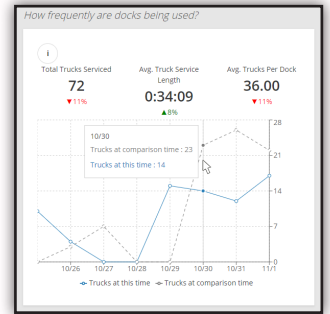 How frequently are docks being used?
i
Total Trucks Serviced
72
▼11%
Avg. Truck Service
Length
0:34:09
▲8%
Avg. Trucks Per Dock
36.00
▼11%
10/30
Trucks at comparison time : 23
Trucks at this time : 14
28
21
14
7
0
10/26 10/27 10/28 10/29 10/30 10/31 11/1
Trucks at this time Trucks at comparison time